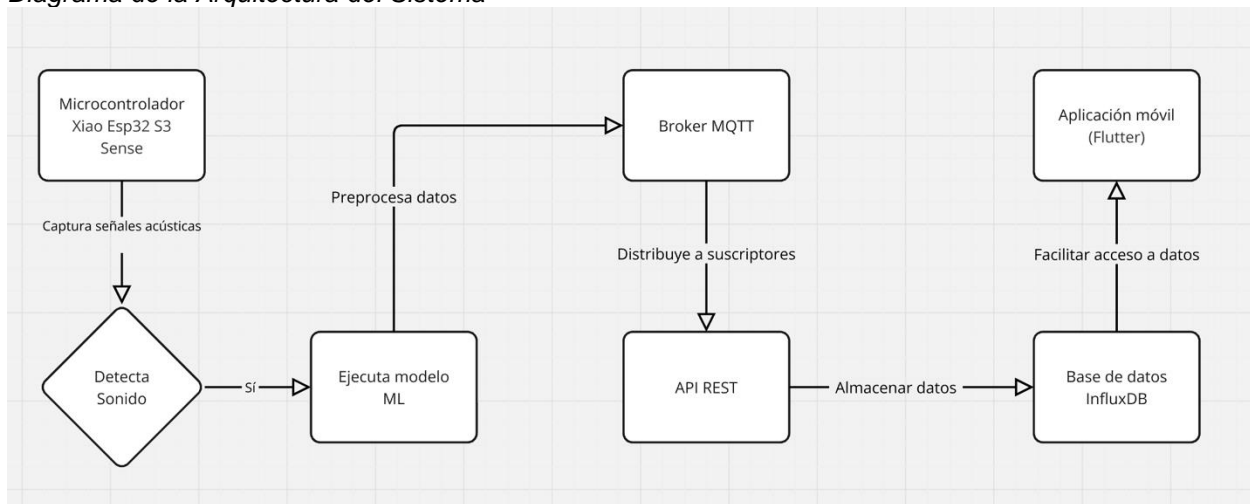 Diagrama de la Arquitectura del Sistema
Microcontrolador
Xiao Esp32 S3
Sense
Captura señales acústicas
Detecta
Sonido
Sí
Ejecuta modelo
ML
Preprocesa datos
Broker MQTT
Distribuye a suscriptores
API REST
Almacenar datos
Base de datos
InfluxDB
Facilitar acceso a datos
Aplicación móvil
(Flutter)